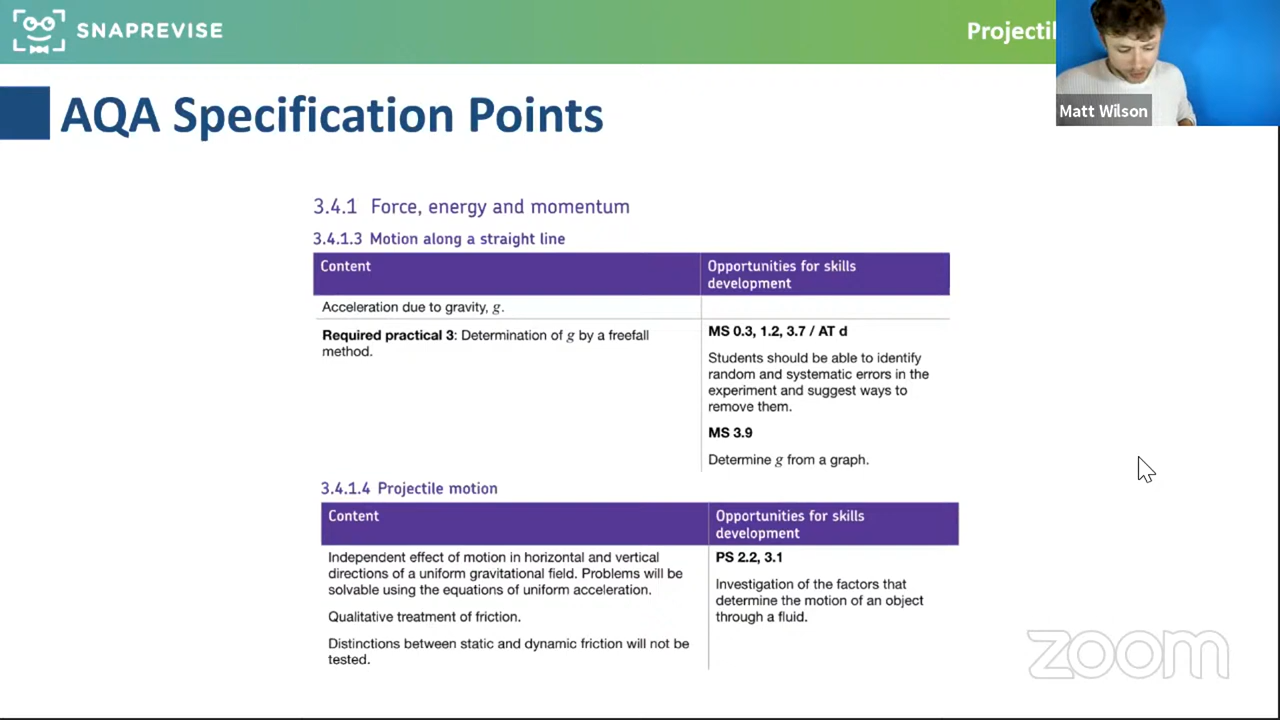 SNAPREVISE
Projectil
Matt Wilson
AQA Specification Points
3.4.1 Force, energy and momentum
3.4.1.3 Motion along a straight line
Content
Opportunities for skills
development
Acceleration due to gravity, g.
Required practical 3: Determination of g by a freefall
method.
MS 0.3, 1.2, 3.7 / AT d
Students should be able to identify
random and systematic errors in the
experiment and suggest ways to
remove them.
MS 3.9
Determine g from a graph.
3.4.1.4 Projectile motion
Content
Opportunities for skills
development
Independent effect of motion in horizontal and vertical
directions of a uniform gravitational field. Problems will be
solvable using the equations of uniform acceleration.
Qualitative treatment of friction.
Distinctions between static and dynamic friction will not be
tested.
PS 2.2, 3.1
Investigation of the factors that
determine the motion of an object
through a fluid.
zoom